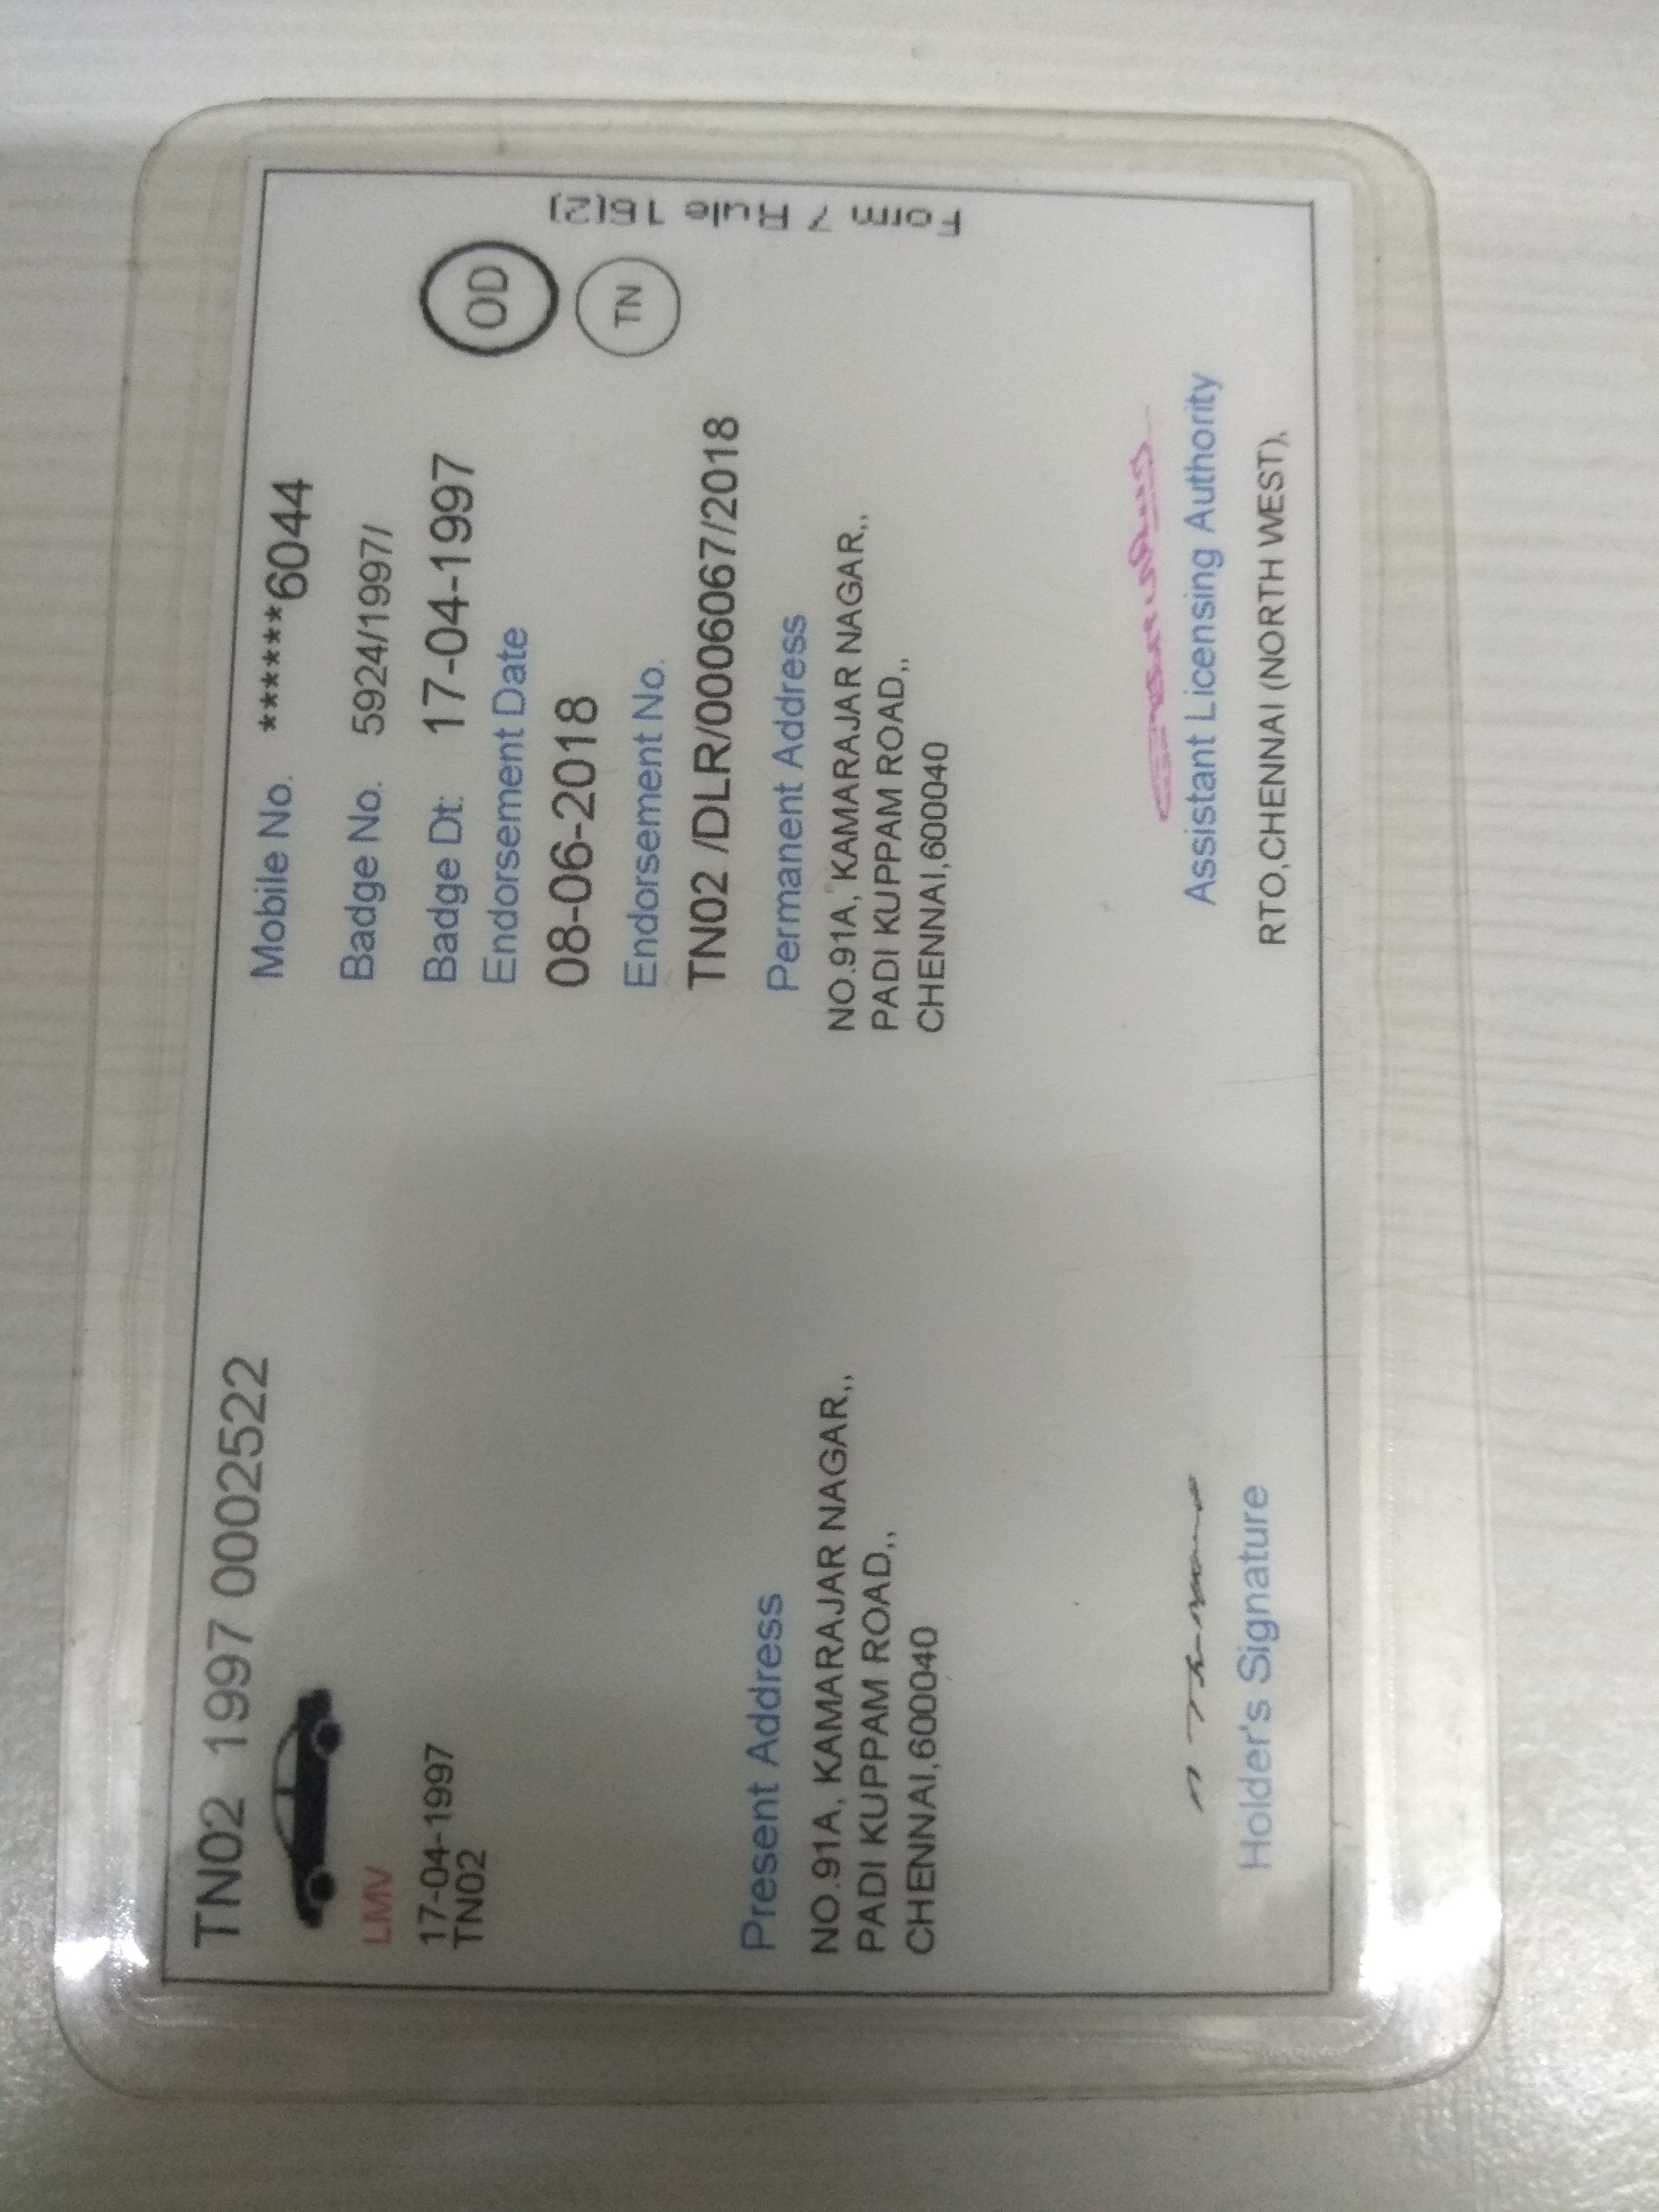 TN02 1997 0002522
LMV
17-04-1997
TN02
Mobile No. ******6044
Badge No. 5924/1997/
Badge Dt: 17-04-1997
Endorsement Date
08-06-2018
Endorsement No.
TN02 /DLR/0006067/2018
OD
TN
Form 7 Rule 16(2)
Present Address
NO.91A, KAMARAJAR NAGAR,,
PADI KUPPAM ROAD,,
CHENNAI,600040
Permanent Address
NO.91A, KAMARAJAR NAGAR,,
PADI KUPPAM ROAD,,
CHENNAI,600040
Holder's Signature
Assistant Licensing Authority
RTO,CHENNAI (NORTH WEST),